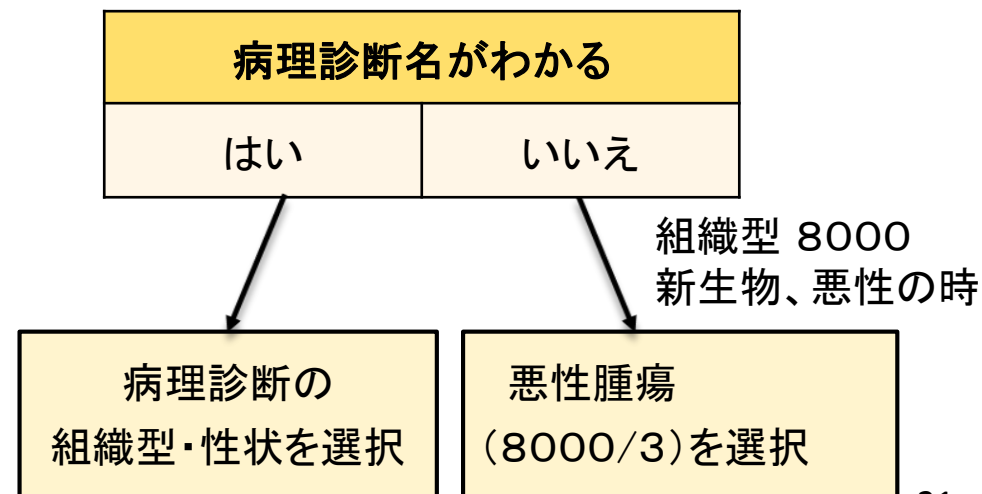 病理診断名がわかる
はい
いいえ
組織型 8000
新生物、悪性の時
病理診断の
組織型・性状を選択
悪性腫瘍
(8000/3)を選択